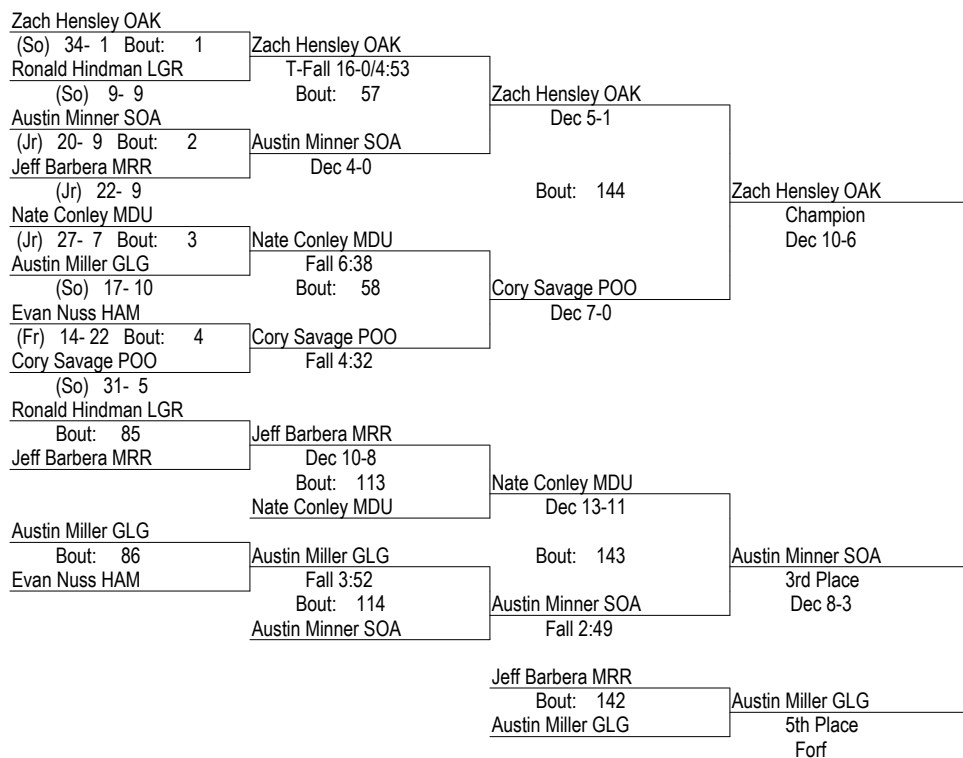 Zach Hensley OAK
(So) 34- 1 Bout: 1
Ronald Hindman LGR
(So) 9- 9
Austin Minner SOA
(Jr) 20- 9 Bout: 2
Jeff Barbera MRR
(Jr) 22- 9
Nate Conley MDU
(Jr) 27- 7 Bout: 3
Austin Miller GLG
(So) 17- 10
Evan Nuss HAM
(Fr) 14- 22 Bout: 4
Cory Savage POO
(So) 31- 5
Zach Hensley OAK
T-Fall 16-0/4:53
Bout: 57
Austin Minner SOA
Dec 4-0
Nate Conley MDU
Fall 6:38
Bout: 58
Cory Savage POO
Fall 4:32
Zach Hensley OAK
Dec 5-1
Bout: 144
Cory Savage POO
Dec 7-0
Zach Hensley OAK
Champion
Dec 10-6
Ronald Hindman LGR
Bout: 85
Jeff Barbera MRR
Austin Miller GLG
Bout: 86
Evan Nuss HAM
Jeff Barbera MRR
Dec 10-8
Bout: 113
Nate Conley MDU
Austin Miller GLG
Fall 3:52
Bout: 114
Austin Minner SOA
Nate Conley MDU
Dec 13-11
Bout: 143
Austin Minner SOA
Fall 2:49
Austin Minner SOA
3rd Place
Dec 8-3
Jeff Barbera MRR
Bout: 142
Austin Miller GLG
Austin Miller GLG
5th Place
Forf